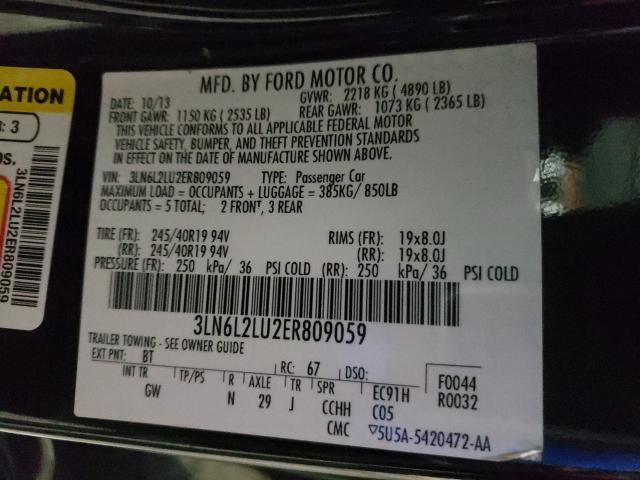 MFD. BY FORD MOTOR CO.
DATE: 10/13 GVWR: 2218 KG ( 4890 LB)
FRONT GAWR: 1150 KG ( 2535 LB) REAR GAWR: 1073 KG ( 2365 LB)
THIS VEHICLE CONFORMS TO ALL APPLICABLE FEDERAL MOTOR
VEHICLE SAFETY, BUMPER, AND THEFT PREVENTION STANDARDS
IN EFFECT ON THE DATE OF MANUFACTURE SHOWN ABOVE.
VIN: 3LN6L2LU2ER809059 TYPE: Passenger Car
MAXIMUM LOAD = OCCUPANTS + LUGGAGE = 385KG/ 850LB
OCCUPANTS = 5 TOTAL; 2 FRONT, 3 REAR
TIRE (FR): 245/40R19 94V RIMS (FR): 19x8.0J
(RR): 245/40R19 94V (RR): 19x8.0J
PRESSURE (FR): 250 kPa/ 36 PSI COLD (RR): 250 kPa/ 36 PSI COLD
3LN6L2LU2ER809059
TRAILER TOWING - SEE OWNER GUIDE
EXT PNT: BT RC: 67 DSO:
INT TR TP/PS R AXLE TR SPR EC91H F0044
GW N 29 J CCHH C05 R0032
CMC ▽5U5A-5420472-AA
ATION
: 3
os.
3LN6L2LU2ER809059